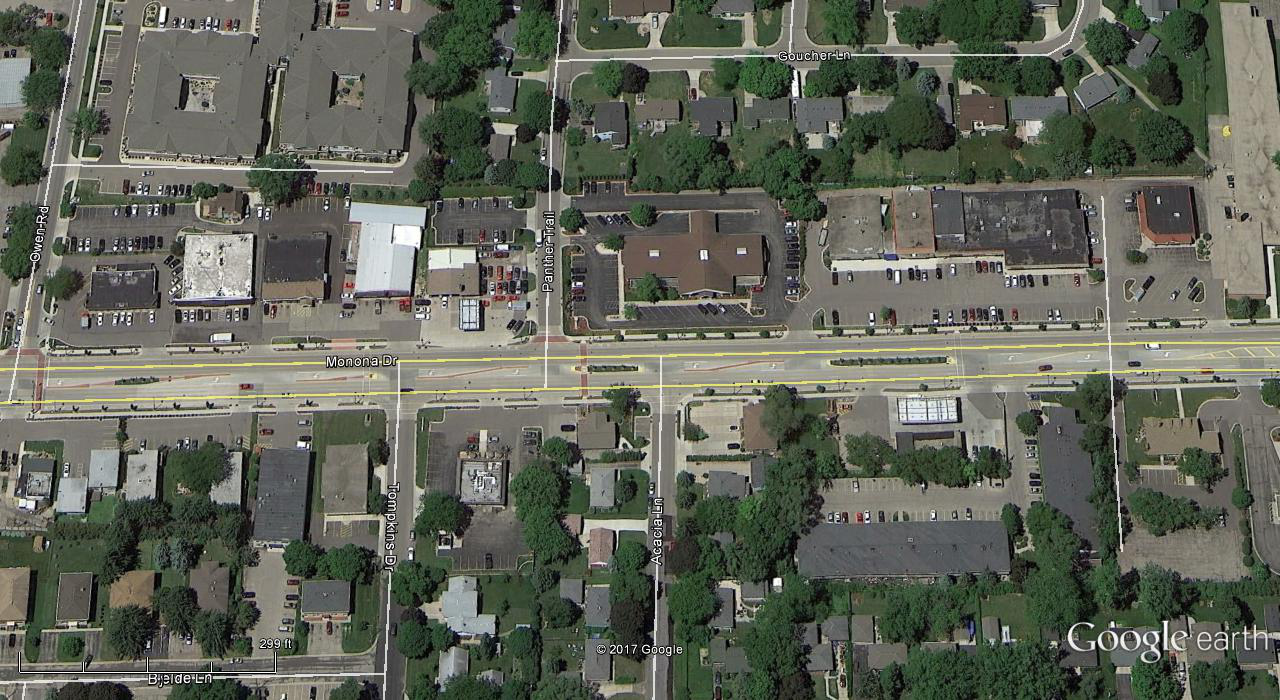 Goucher Ln
Owen Rd
Panther Trail
Monona Dr
Tompkins Dr
Acacia Ln
299 ft
© 2017 Google
Google earth
Bjelde Ln